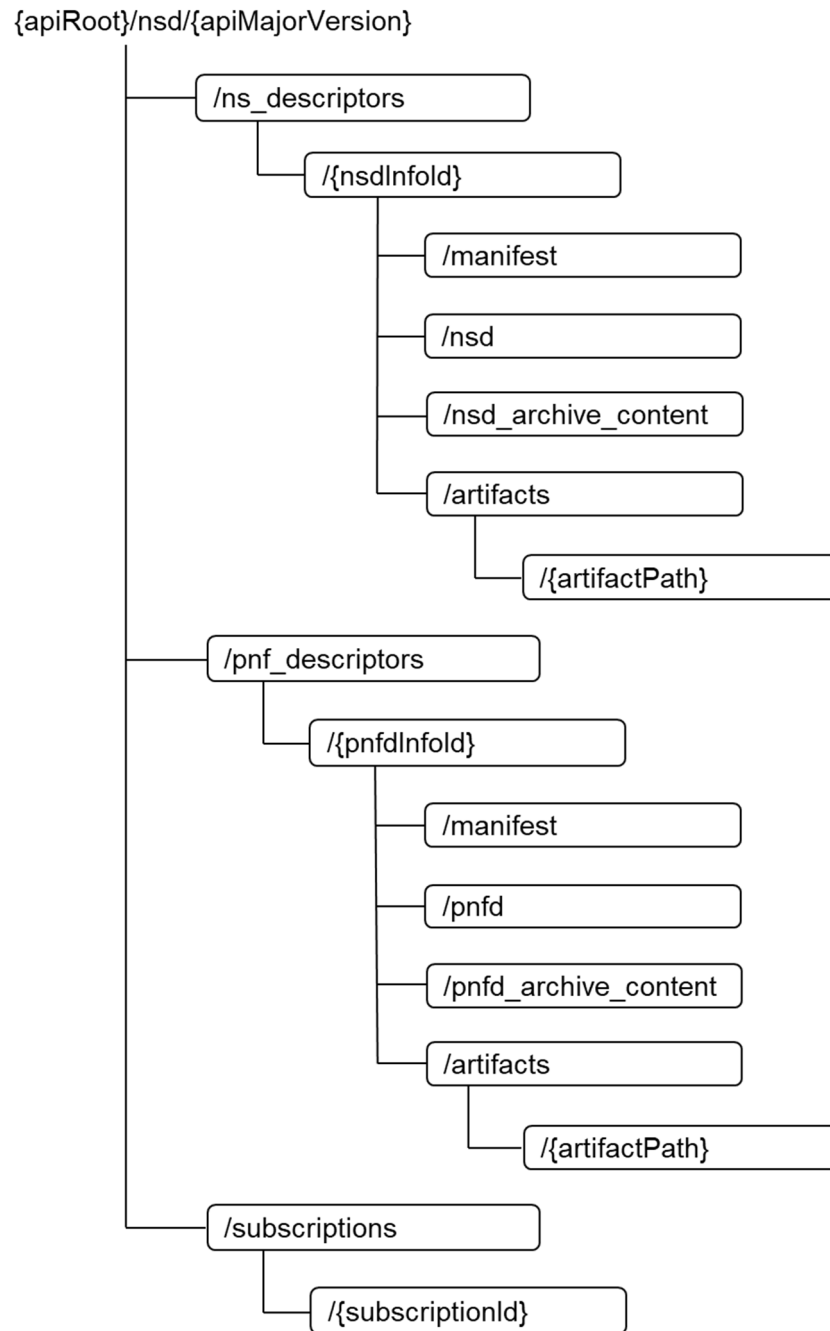 {apiRoot}/nsd/{apiMajorVersion}
/ns_descriptors
/{nsdInfoId}
/manifest
/nsd
/nsd_archive_content
/artifacts
/{artifactPath}
/pnf_descriptors
/{pnfdInfoId}
/manifest
/pnfd
/pnfd_archive_content
/artifacts
/{artifactPath}
/subscriptions
/{subscriptionId}